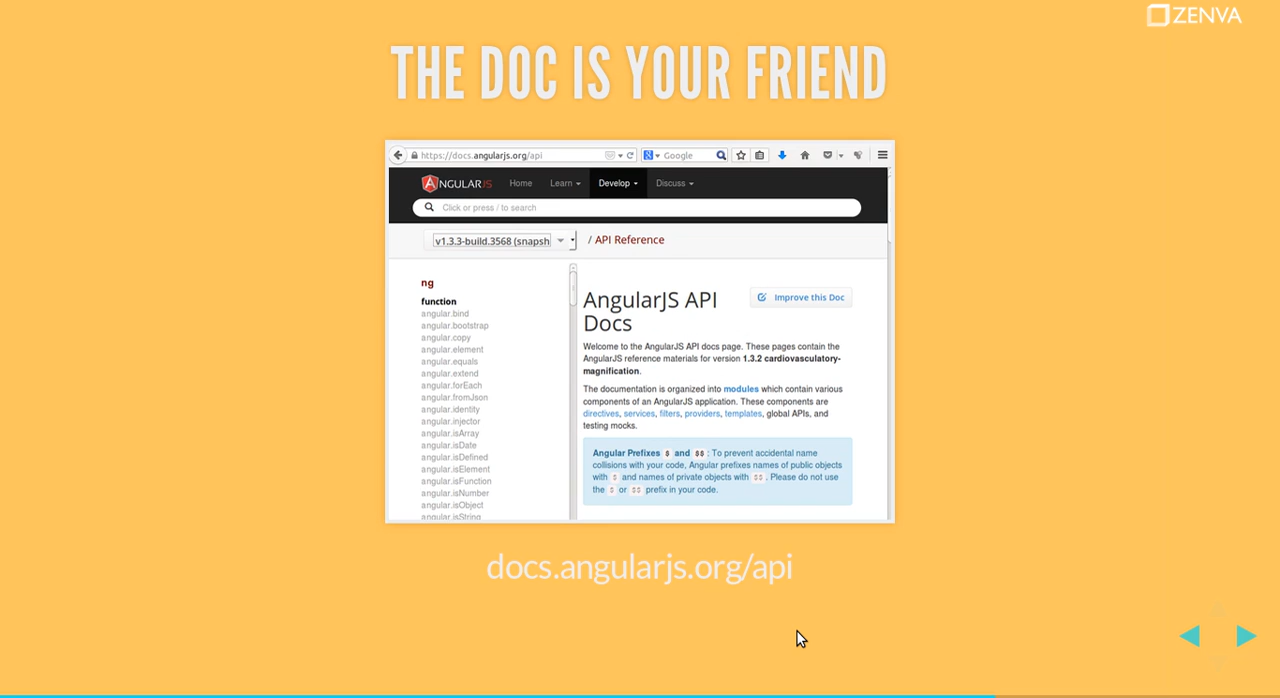 ZENVA
THE DOC IS YOUR FRIEND
https://docs.angularjs.org/api
Google
ANGULARJS
Home
Learn
Develop
Discuss
Click or press / to search
v1.3.3-build.3568 (snapsh
/ API Reference
ng
function
angular.bind
angular.bootstrap
angular.copy
angular.element
angular.equals
angular.extend
angular.forEach
angular.fromJson
angular.identity
angular.injector
angular.isArray
angular.isDate
angular.isDefined
angular.isElement
angular.isFunction
angular.isNumber
angular.isObject
angular.isString
AngularJS API
Docs
Improve this Doc
Welcome to the AngularJS API docs page. These pages contain the
AngularJS reference materials for version 1.3.2 cardiovasculatory-
magnification.
The documentation is organized into modules which contain various
components of an AngularJS application. These components are
directives, services, filters, providers, templates, global APIs, and
testing mocks.
Angular Prefixes $ and $$ : To prevent accidental name
collisions with your code, Angular prefixes names of public objects
with $ and names of private objects with $$ . Please do not use
the $ or $$ prefix in your code.
docs.angularjs.org/api